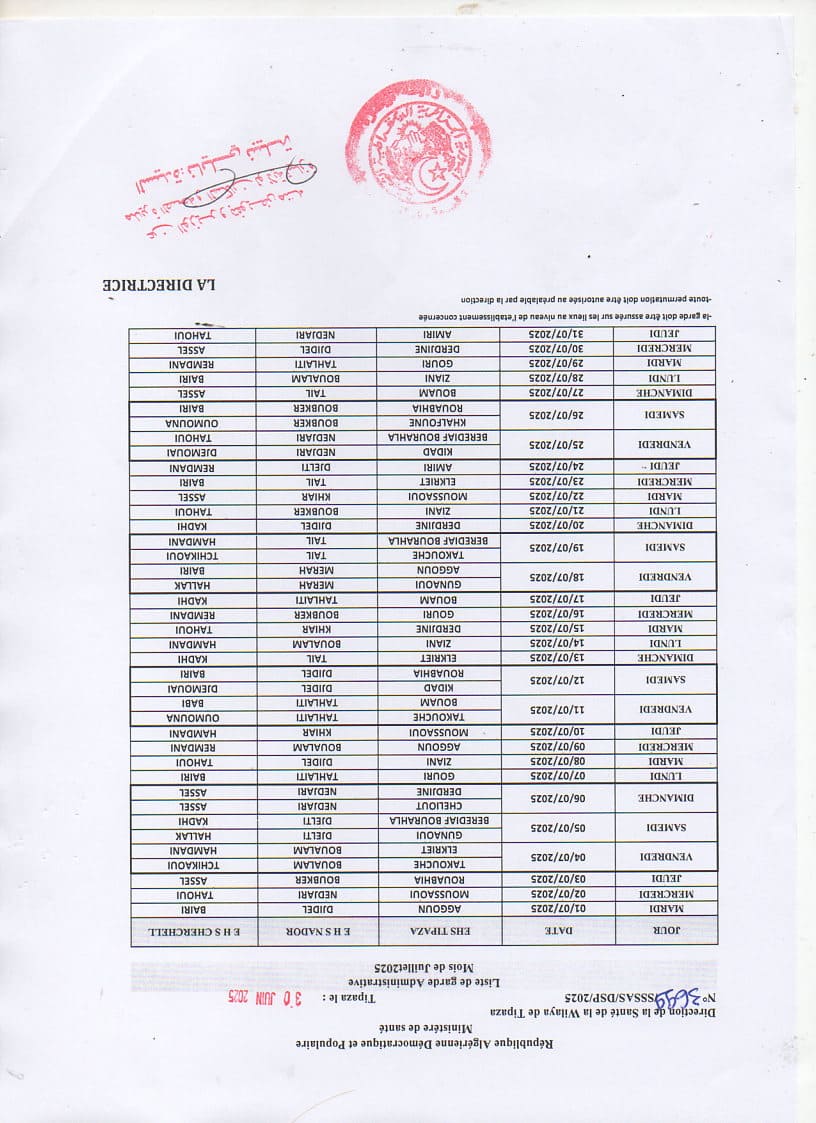 République Algérienne Démocratique et Populaire
Ministére de santé
Direction de la Santé de la Wilaya de Tipaza
N° 3699/SSSAS/DSP/2025 Tipaza le : 30 JUIN 2025
Liste de garde Administrative
Mois de Juillet2025
JOUR DATE EHS TIPAZA E H S NADOR E H S CHERCHELL
MARDI 01/07/2025 AGGOUN DJIDEL BAIRI
MERCREDI 02/07/2025 MOUSSAOUI NEDJARI TAHOUI
JEUDI 03/07/2025 ROUABHIA BOUBKER ASSEL
VENDREDI 04/07/2025 TAKOUCHE BOUALAM TCHIKAOUI
ELKRIET BOUALAM HAMDANI
SAMEDI 05/07/2025 GUNAOUI DJELTI HALLAK
BEREDIAF BOURAHLA DJELTI KADHI
DIMANCHE 06/07/2025 CHELIOUT NEDJARI ASSEL
DERDJINE NEDJARI ASSEL
LUNDI 07/07/2025 GOURI TAHLAITI BAIRI
MARDI 08/07/2025 ZIANI DJIDEL TAHOUI
MERCREDI 09/07/2025 AGGOUN BOUALAM REMDANI
JEUDI 10/07/2025 MOUSSAOUI KHIAR HAMDANI
VENDREDI 11/07/2025 TAKOUCHE TAHLAITI OUMOUNA
BOUAM TAHLAITI BABI
SAMEDI 12/07/2025 KIDAD DJIDEL DJEMOUAI
ROUABHIA DJIDEL BAIRI
DIMANCHE 13/07/2025 ELKRIET TAIL KADHI
LUNDI 14/07/2025 ZIANI BOUALAM HAMDANI
MARDI 15/07/2025 DERDJINE KHIAR TAHOUI
MERCREDI 16/07/2025 GOURI BOUBKER REMDANI
JEUDI 17/07/2025 BOUAM TAHLAITI KADHI
VENDREDI 18/07/2025 GUNAOUI MERAH HALLAK
AGGOUN MERAH BAIRI
SAMEDI 19/07/2025 TAKOUCHE TAIL TCHIKAOUI
BEREDIAF BOURAHLA TAIL HAMDANI
DIMANCHE 20/07/2025 DERDJINE DJIDEL KADHI
LUNDI 21/07/2025 ZIANI BOUBKER TAHOUI
MARDI 22/07/2025 MOUSSAOUI KHIAR ASSEL
MERCREDI 23/07/2025 ELKRIET TAIL BAIRI
JEUDI 24/07/2025 AMIRI DJELTI REMDANI
VENDREDI 25/07/2025 KIDAD NEDJARI DJEMOUAI
BEREDIAF BOURAHLA NEDJARI TAHOUI
SAMEDI 26/07/2025 KHALFOUNE BOUBKER OUMOUNA
ROUABHIA BOUBKER BAIRI
DIMANCHE 27/07/2025 BOUAM TAIL ASSEL
LUNDI 28/07/2025 ZIANI BOUALAM BAIRI
MARDI 29/07/2025 GOURI TAHLAITI REMDANI
MERCREDI 30/07/2025 DERDJINE DJIDEL ASSEL
JEUDI 31/07/2025 AMIRI NEDJARI TAHOUI
-la garde doit être assurée sur les lieux au niveau de l'etablissement concernée
-toute permutation doit être autorisée au préalable par la direction
LA DIRECTRICE
عن الوزير و بتفويض منه
مديرة الصحة و السكان لولاية تيبازة
السيدة: نايلي نبيلة